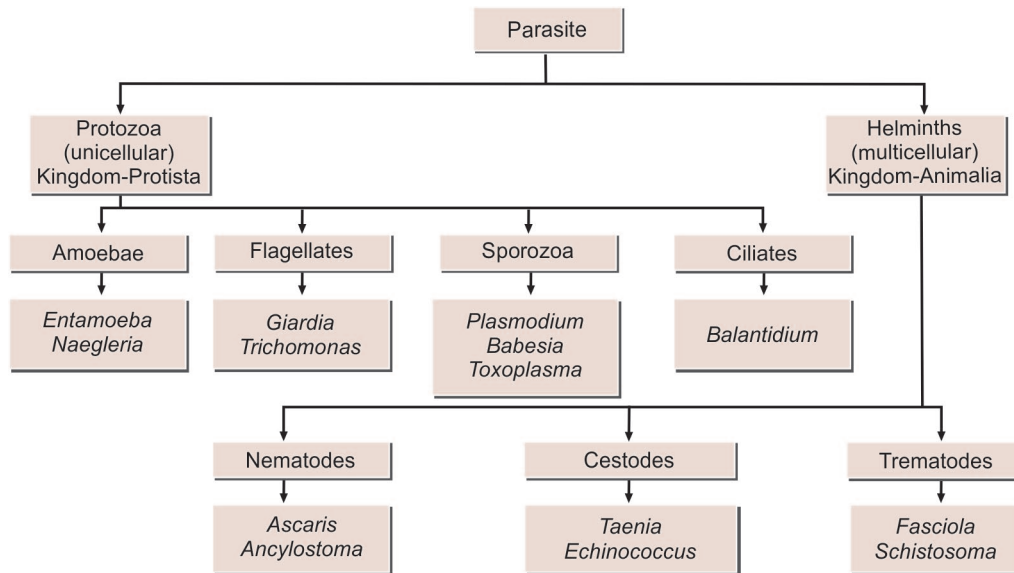 Parasite
Protozoa
(unicellular)
Kingdom-Protista
Helminths
(multicellular)
Kingdom-Animalia
Amoebae
Flagellates
Sporozoa
Ciliates
Entamoeba
Naegleria
Giardia
Trichomonas
Plasmodium
Babesia
Toxoplasma
Balantidium
Nematodes
Cestodes
Trematodes
Ascaris
Ancylostoma
Taenia
Echinococcus
Fasciola
Schistosoma